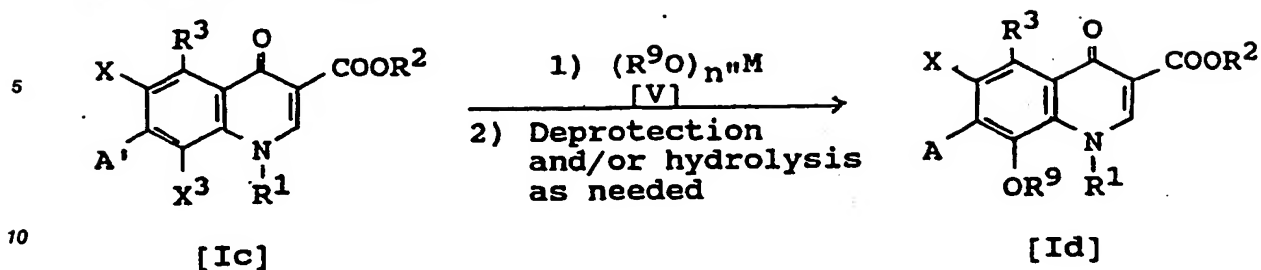 5
10
R³ O
X COOR²
A' N
X³ R¹
[Ic]
1) (R⁹O)ₙ"M
[V]
2) Deprotection
and/or hydrolysis
as needed
R³ O
X COOR²
A N
OR⁹ R¹
[Id]